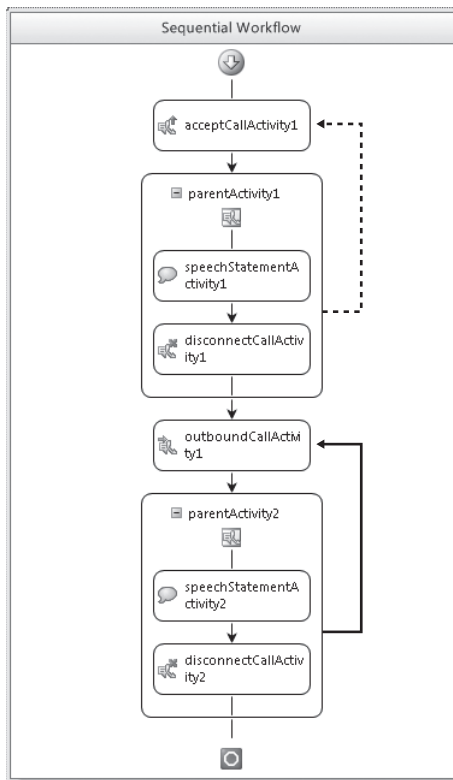 Sequential Workflow
acceptCallActivity1
parentActivity1
speechStatementA
ctivity1
disconnectCallActiv
ity1
outboundCallActivi
ty1
parentActivity2
speechStatementA
ctivity2
disconnectCallActiv
ity2